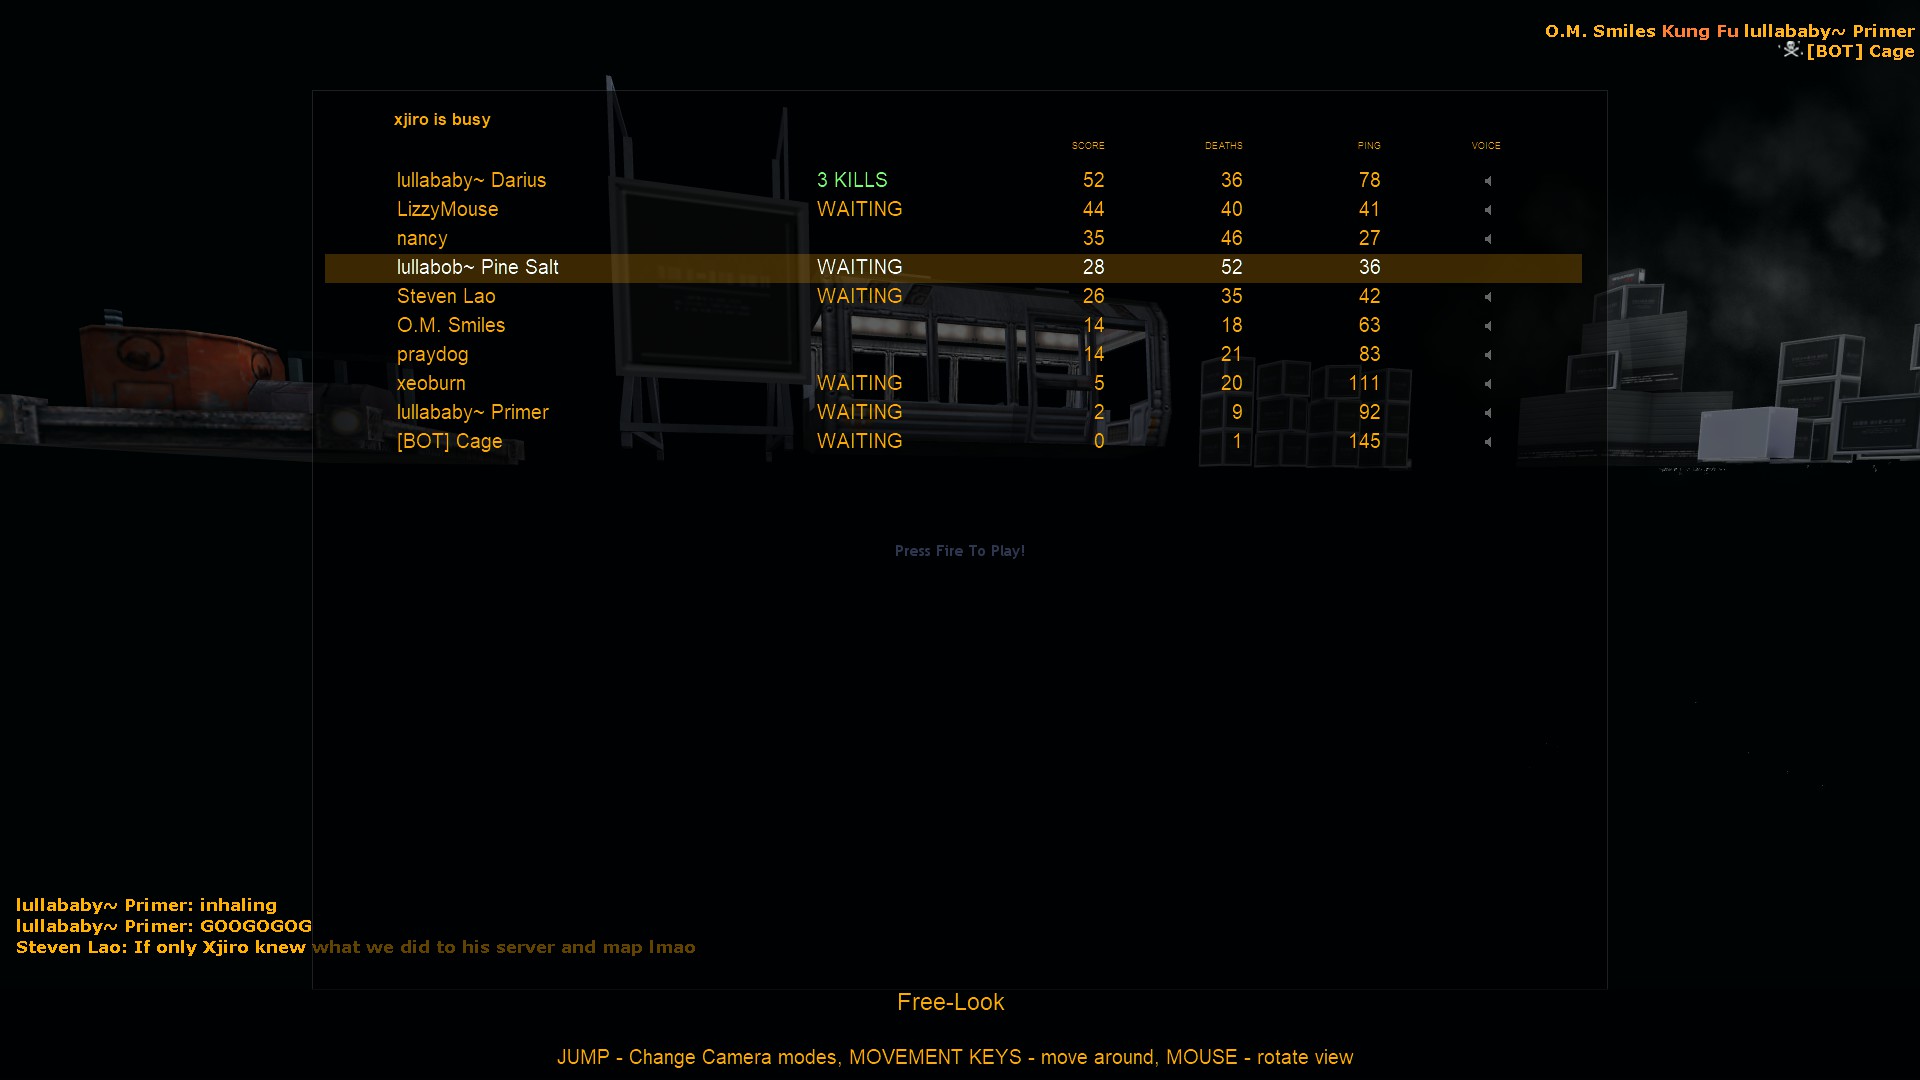 O.M. Smiles Kung Fu lullababy~ Primer
[BOT] Cage
xjiro is busy
SCORE DEATHS PING VOICE
lullababy~ Darius 3 KILLS 52 36 78
LizzyMouse WAITING 44 40 41
nancy 35 46 27
lullabob~ Pine Salt WAITING 28 52 36
Steven Lao WAITING 26 35 42
O.M. Smiles 14 18 63
praydog 14 21 83
xeoburn WAITING 5 20 111
lullababy~ Primer WAITING 2 9 92
[BOT] Cage WAITING 0 1 145
Press Fire To Play!
lullababy~ Primer: inhaling
lullababy~ Primer: GOOGOGOG
Steven Lao: If only Xjiro knew what we did to his server and map lmao
Free-Look
JUMP - Change Camera modes, MOVEMENT KEYS - move around, MOUSE - rotate view